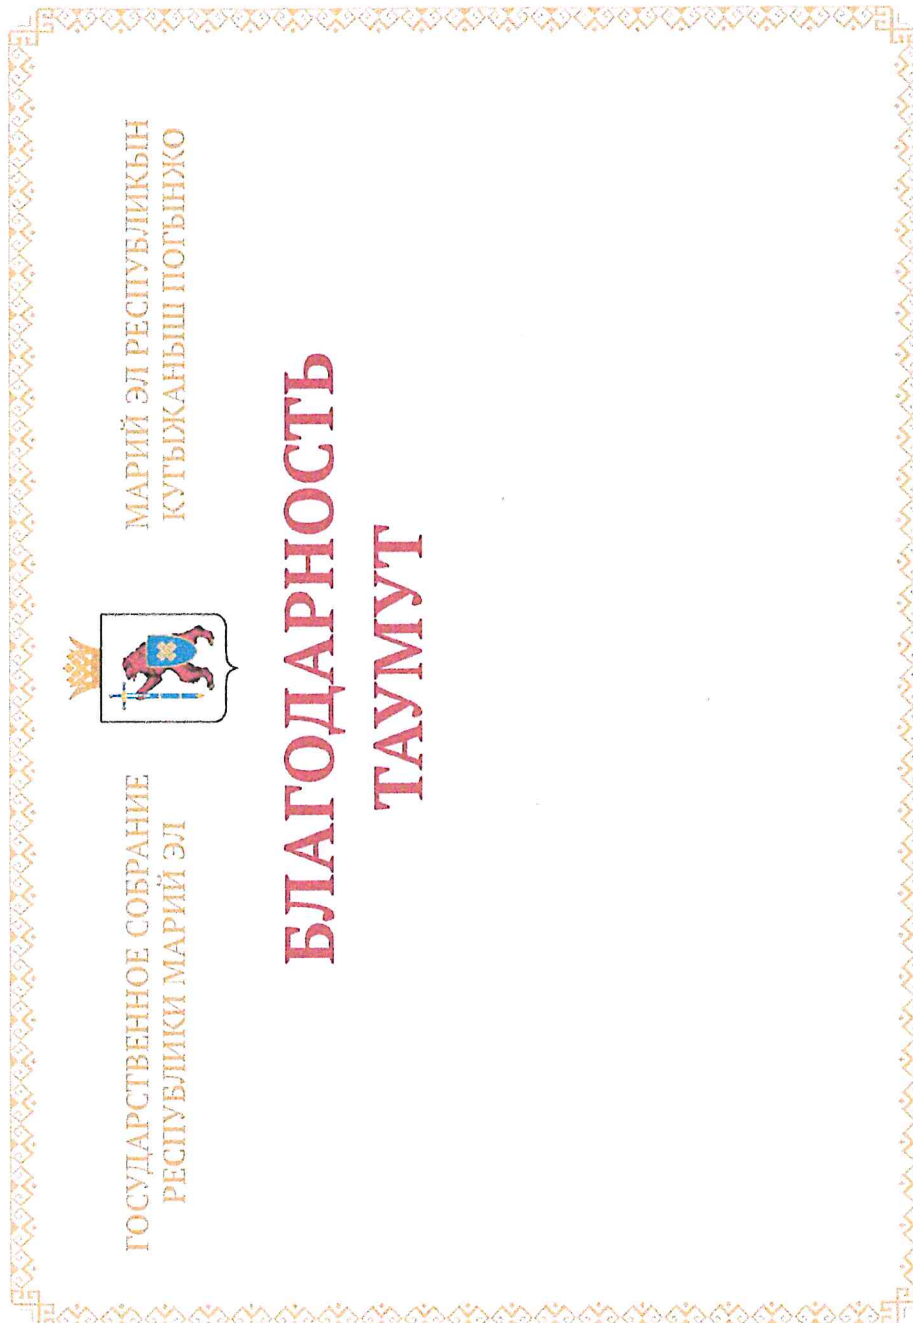 ГОСУДАРСТВЕННОЕ СОБРАНИЕ
РЕСПУБЛИКИ МАРИЙ ЭЛ
МАРИЙ ЭЛ РЕСПУБЛИКЫН
КУГЫЖАНЫШ ПОГЫНЖО
БЛАГОДАРНОСТЬ
ТАУМУТ